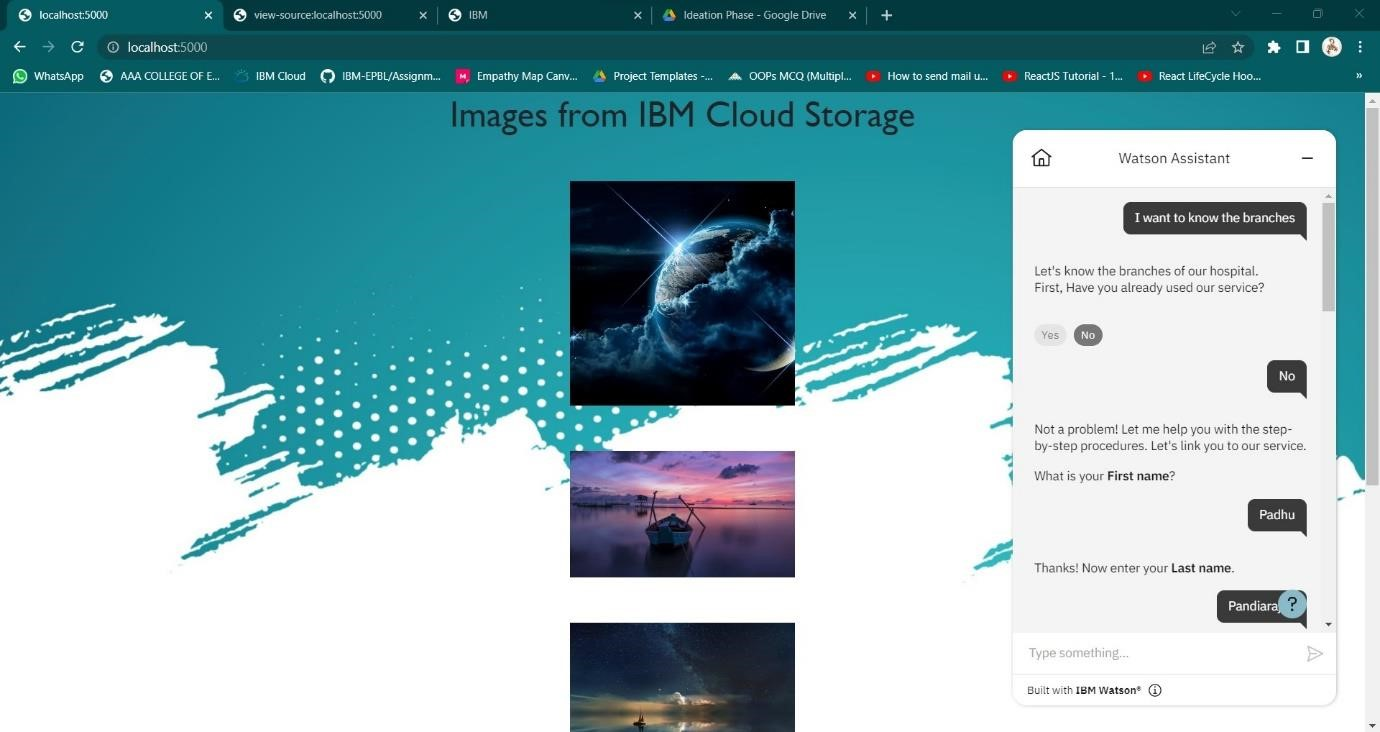 localhost:5000
view-source:localhost:5000
IBM
Ideation Phase - Google Drive
localhost:5000
WhatsApp
AAA COLLEGE OF E...
IBM Cloud
IBM-EPBL/Assignm...
Empathy Map Canv...
Project Templates -...
OOPs MCQ (Multipl...
How to send mail u...
ReactJS Tutorial - 1...
React LifeCycle Hoo...
»
Images from IBM Cloud Storage
Watson Assistant
I want to know the branches
Let's know the branches of our hospital.
First, Have you already used our service?
Yes
No
No
Not a problem! Let me help you with the step-
by-step procedures. Let's link you to our service.
What is your First name?
Padhu
Thanks! Now enter your Last name.
?
Type something...
Built with IBM Watson®